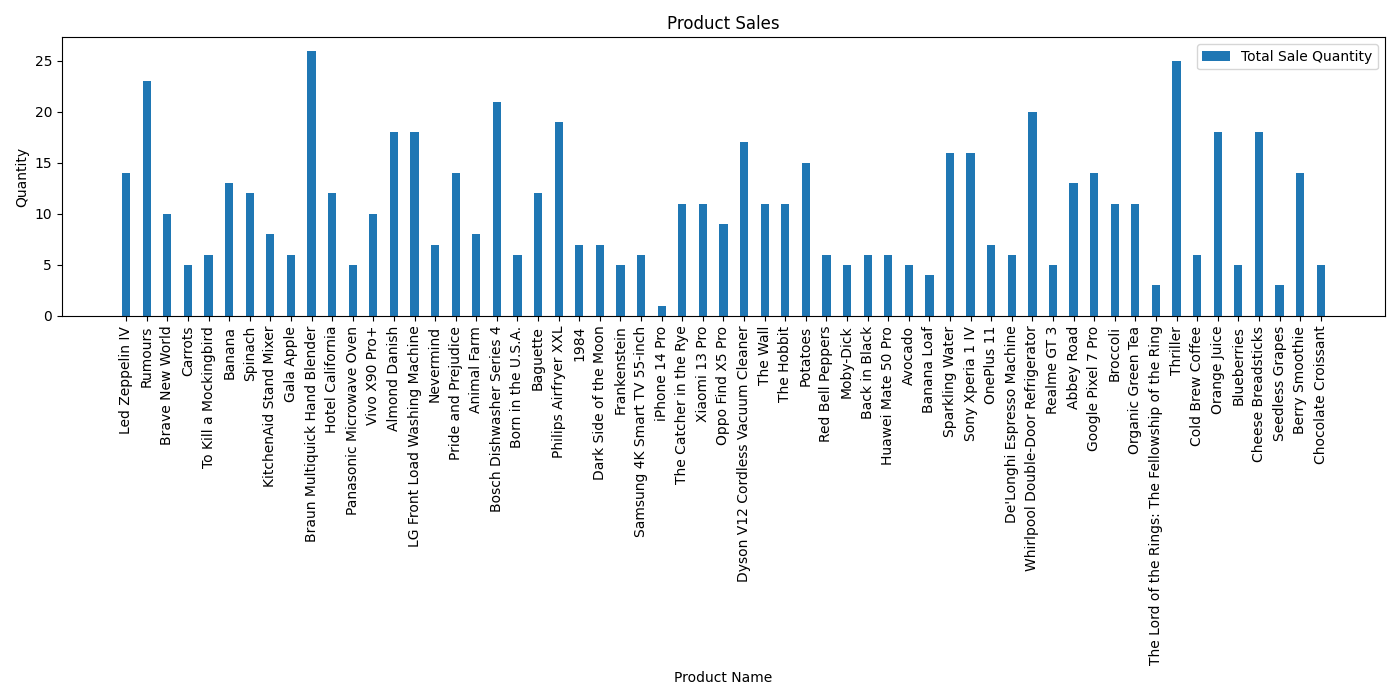 Product Sales
Total Sale Quantity
Quantity
25
20
15
10
5
0
Led Zeppelin IV
Rumours
Brave New World
Carrots
To Kill a Mockingbird
Banana
Spinach
KitchenAid Stand Mixer
Gala Apple
Braun Multiquick Hand Blender
Hotel California
Panasonic Microwave Oven
Vivo X90 Pro+
Almond Danish
LG Front Load Washing Machine
Nevermind
Pride and Prejudice
Animal Farm
Bosch Dishwasher Series 4
Born in the U.S.A.
Baguette
Philips Airfryer XXL
1984
Dark Side of the Moon
Frankenstein
Samsung 4K Smart TV 55-inch
iPhone 14 Pro
The Catcher in the Rye
Xiaomi 13 Pro
Oppo Find X5 Pro
Dyson V12 Cordless Vacuum Cleaner
The Wall
The Hobbit
Potatoes
Red Bell Peppers
Moby-Dick
Back in Black
Huawei Mate 50 Pro
Avocado
Banana Loaf
Sparkling Water
Sony Xperia 1 IV
OnePlus 11
De'Longhi Espresso Machine
Whirlpool Double-Door Refrigerator
Realme GT 3
Abbey Road
Google Pixel 7 Pro
Broccoli
Organic Green Tea
The Lord of the Rings: The Fellowship of the Ring
Thriller
Cold Brew Coffee
Orange Juice
Blueberries
Cheese Breadsticks
Seedless Grapes
Berry Smoothie
Chocolate Croissant
Product Name